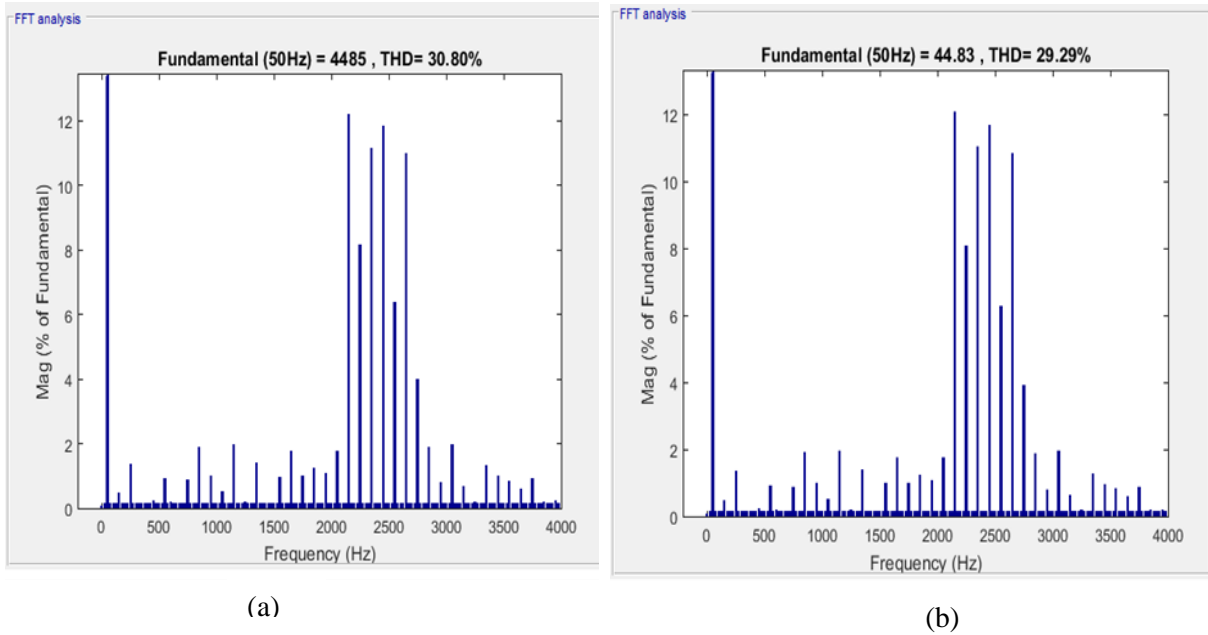 FFT analysis
Fundamental (50Hz) = 4485 , THD= 30.80%
12
10
8
6
4
2
0
Mag (% of Fundamental)
0 500 1000 1500 2000 2500 3000 3500 4000
Frequency (Hz)
(a)
FFT analysis
Fundamental (50Hz) = 44.83 , THD= 29.29%
12
10
8
6
4
2
0
Mag (% of Fundamental)
0 500 1000 1500 2000 2500 3000 3500 4000
Frequency (Hz)
(b)